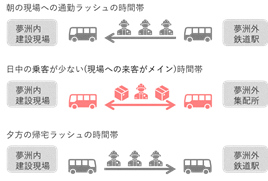 朝の現場への通勤ラッシュの時間帯
夢洲内
建設現場
夢洲外
鉄道駅
日中の乗客が少ない(現場への来客がメイン)時間帯
夢洲内
建設現場
夢洲外
集配所
夕方の帰宅ラッシュの時間帯
夢洲内
建設現場
夢洲外
鉄道駅